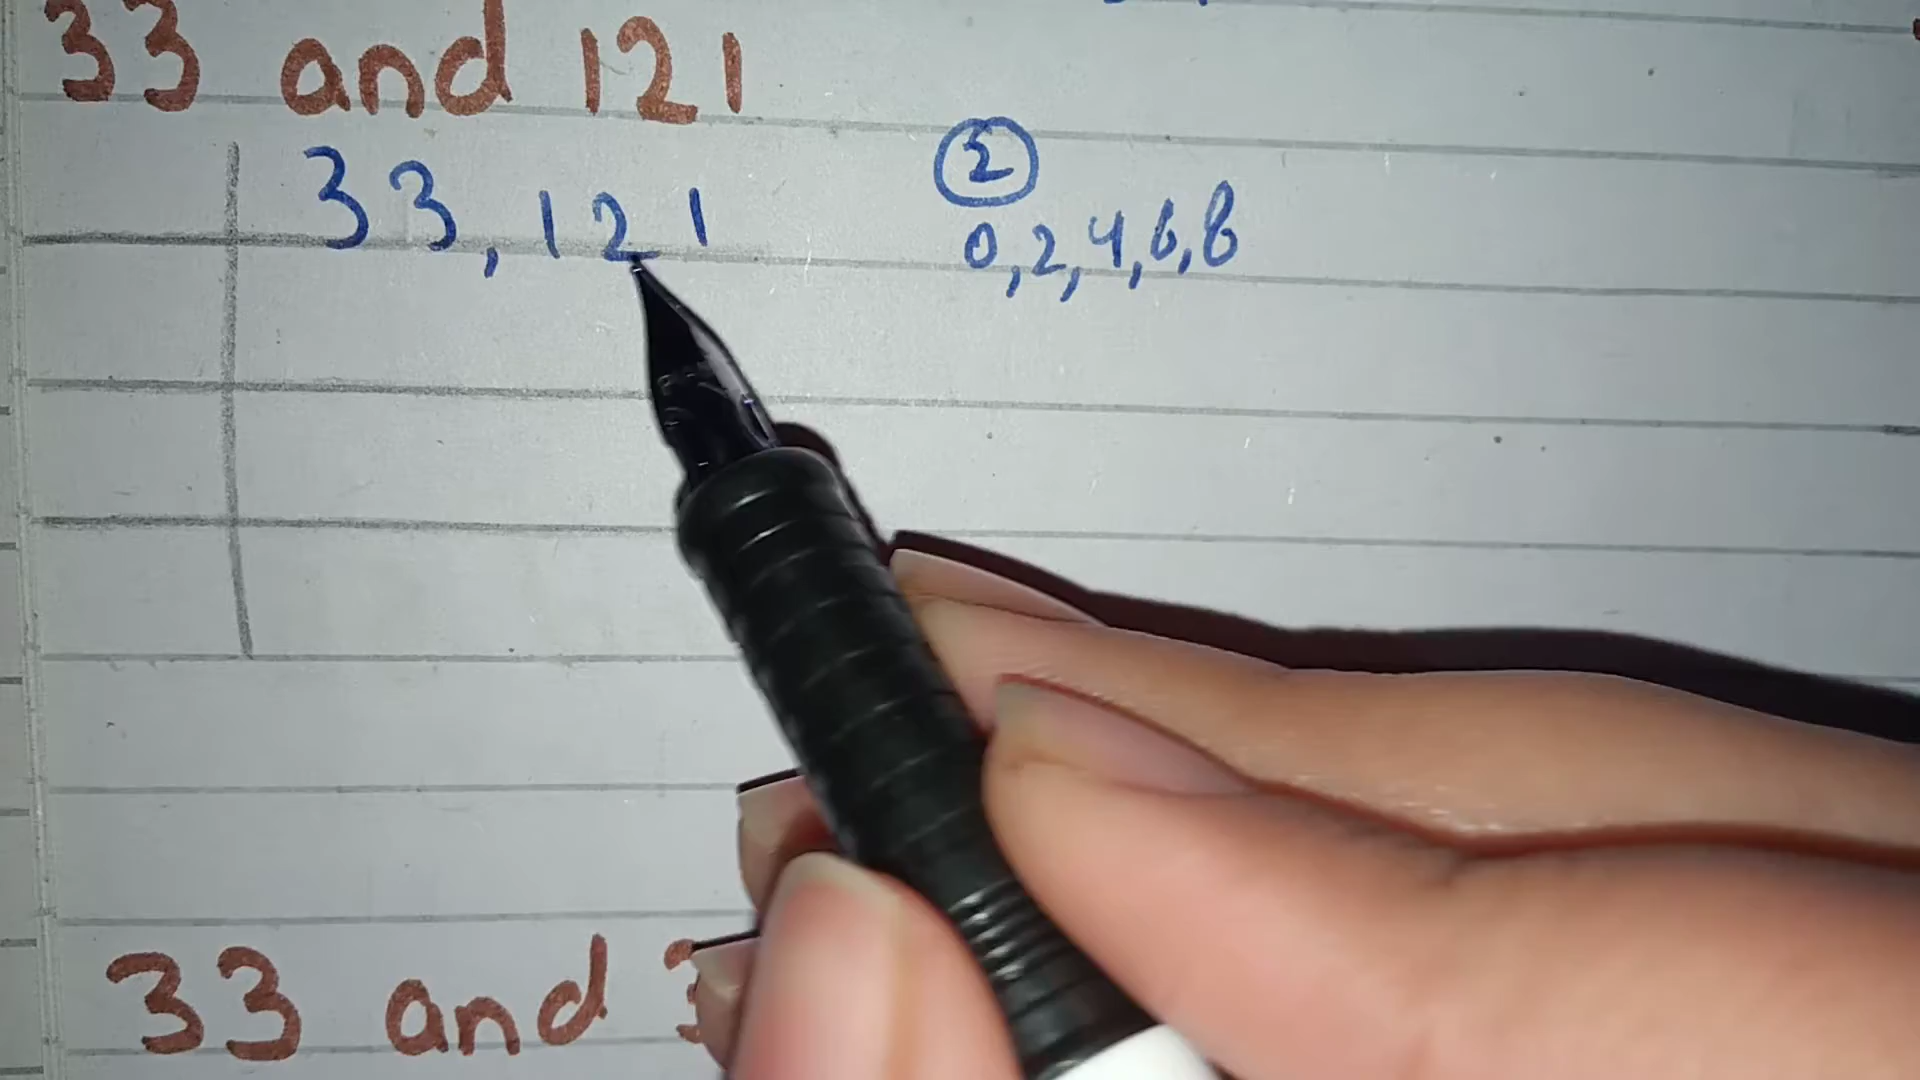 33 and 121
33, 121
2
0, 2, 4, 6, 8
33 and